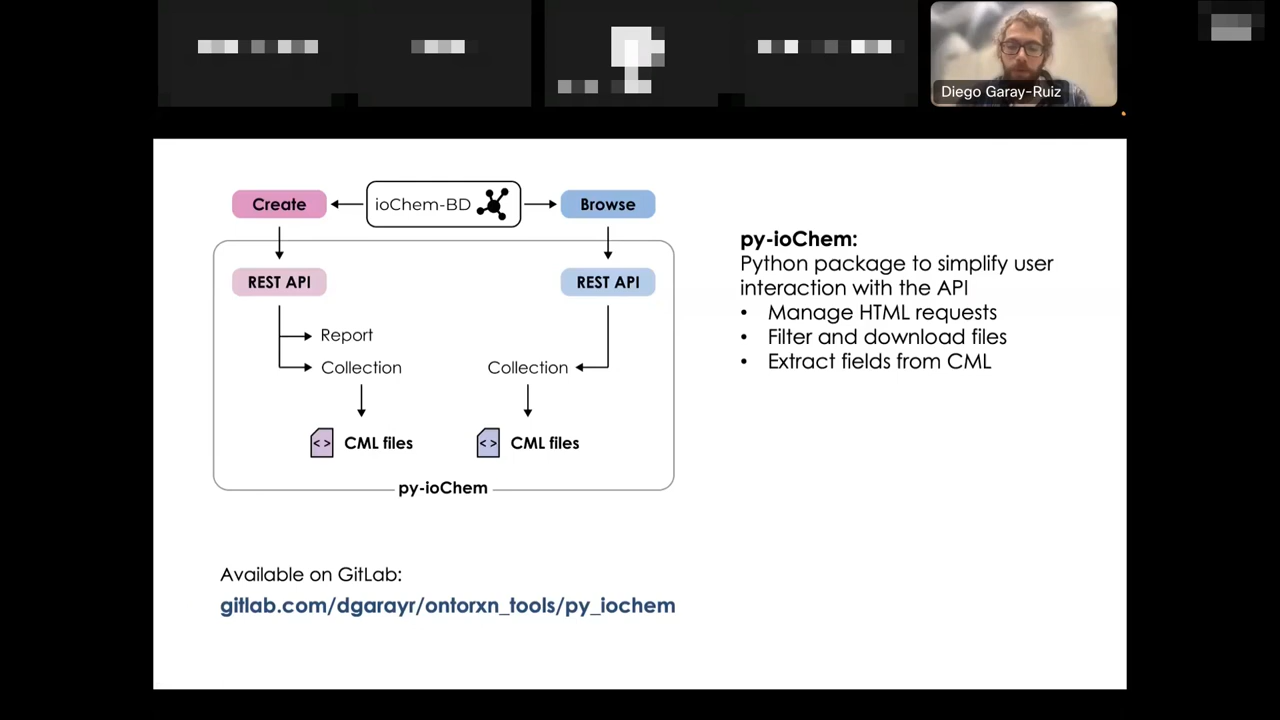 Diego Garay-Ruiz
Create
ioChem-BD
Browse
REST API
REST API
Report
Collection
Collection
< >
CML files
< >
CML files
py-ioChem
py-ioChem:
Python package to simplify user
interaction with the API
• Manage HTML requests
• Filter and download files
• Extract fields from CML
Available on GitLab:
gitlab.com/dgarayr/ontorxn_tools/py_iochem